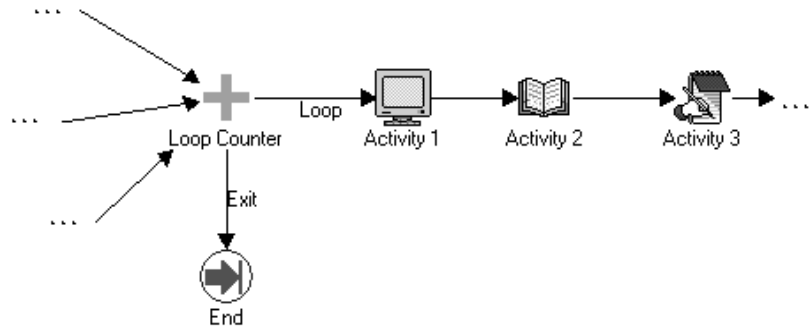 ...
...
Loop
Loop Counter
Activity 1
Activity 2
Activity 3
...
...
Exit
End